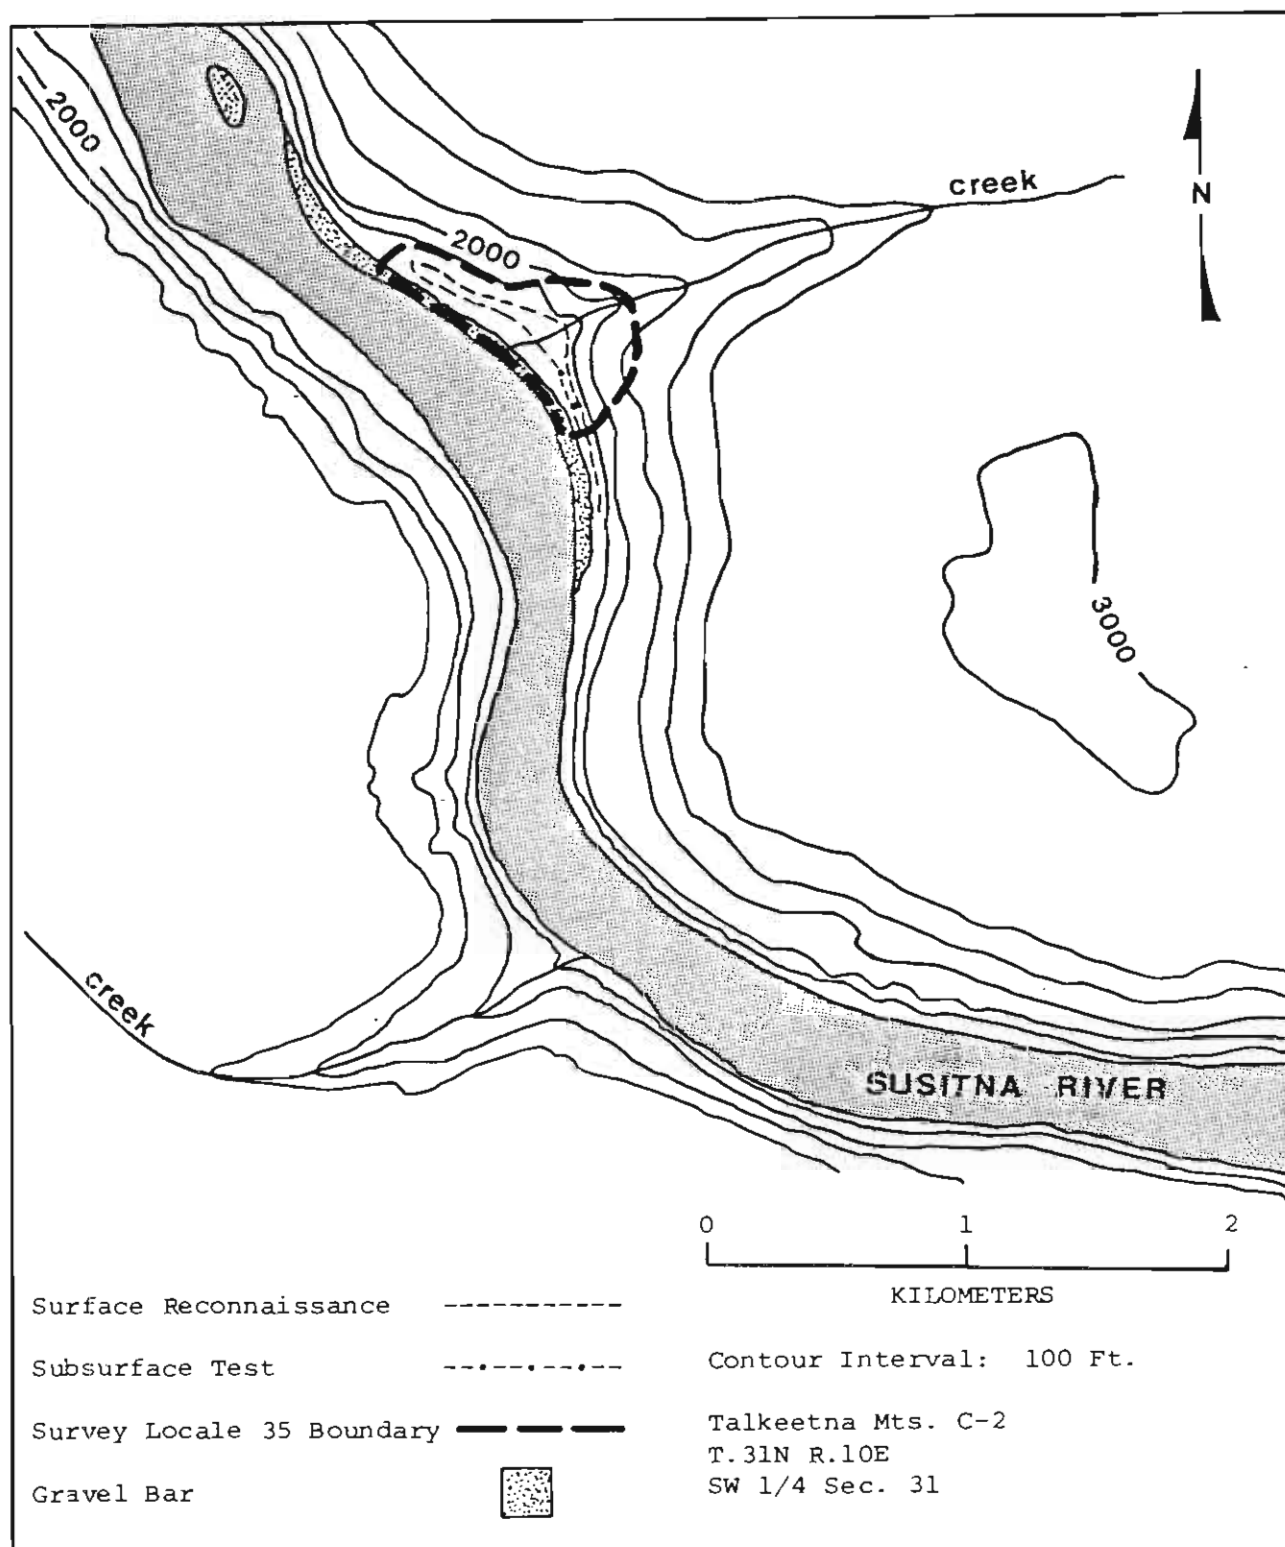 2000
creek
N
2000
3000
creek
SUSITNA RIVER
0 1 2
KILOMETERS
Surface Reconnaissance
Subsurface Test
Survey Locale 35 Boundary
Gravel Bar
Contour Interval: 100 Ft.
Talkeetna Mts. C-2
T.31N R.10E
SW 1/4 Sec. 31